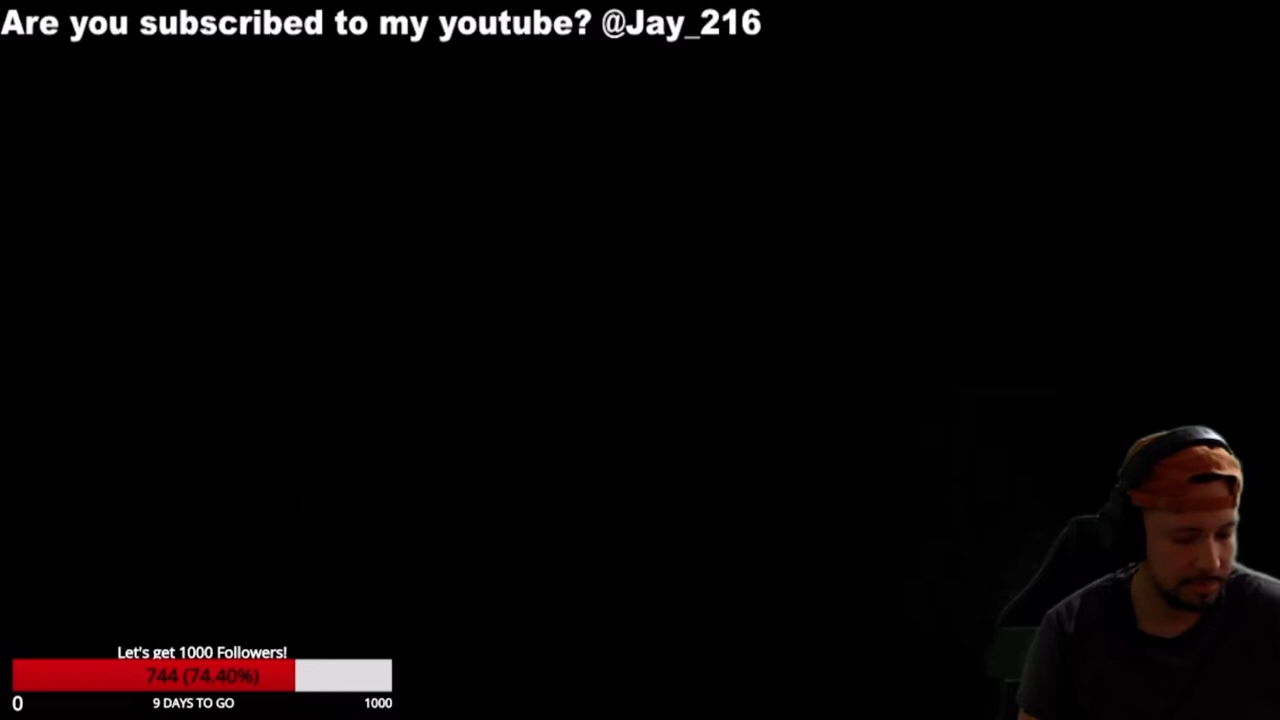 Are you subscribed to my youtube? @Jay_216
Let's get 1000 Followers!
744 (74.40%)
0 9 DAYS TO GO 1000